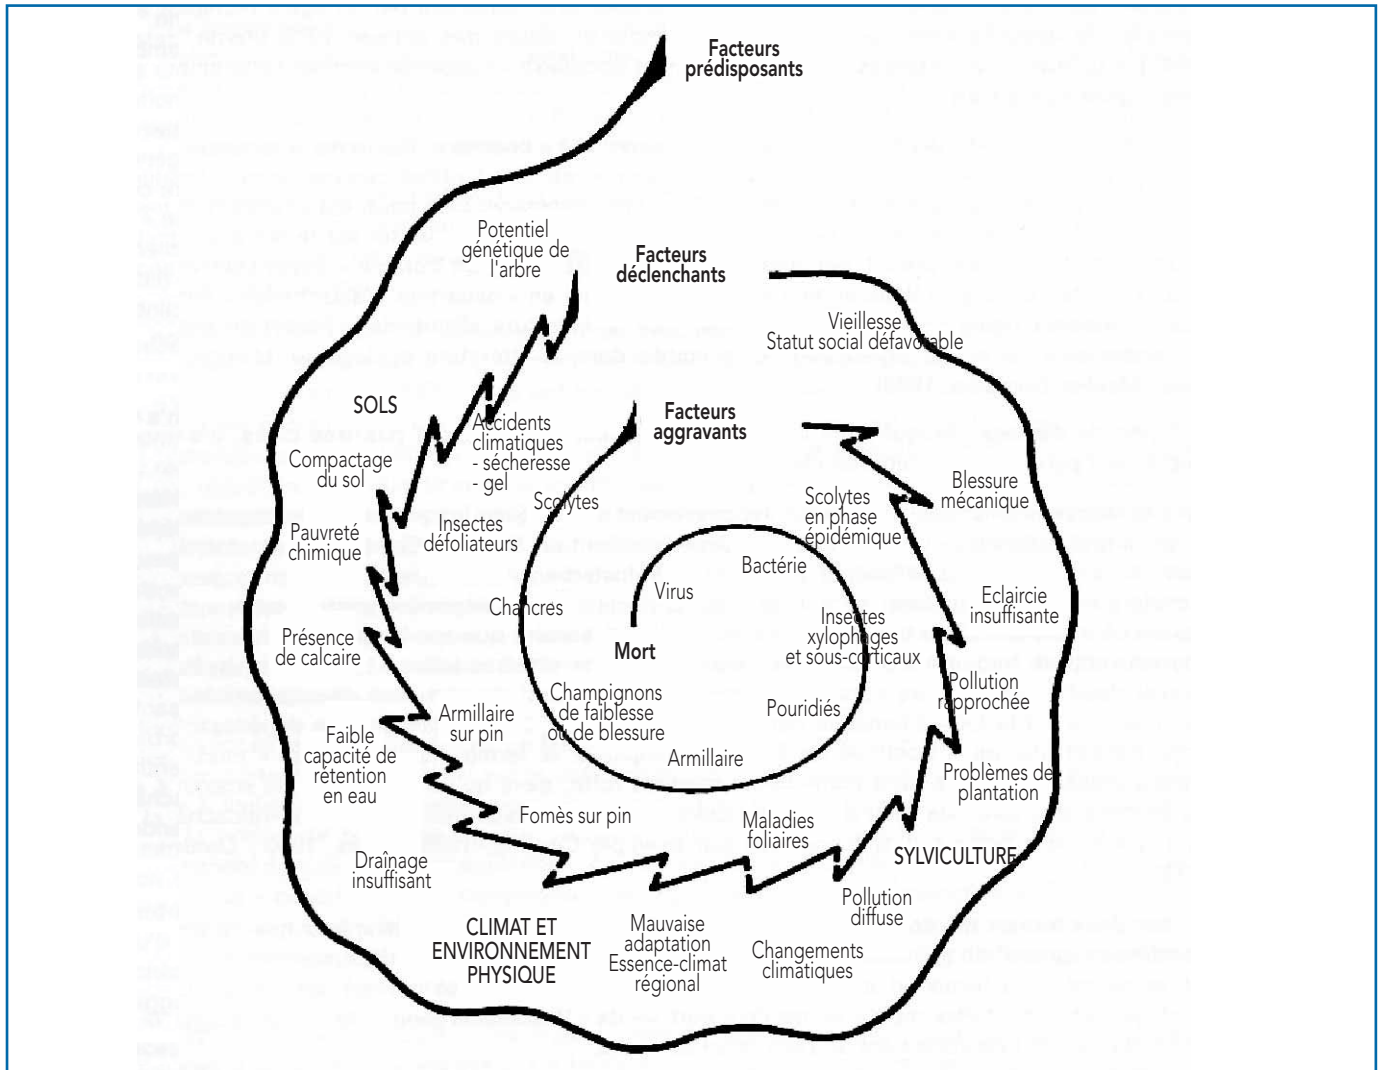 Facteurs
prédisposants
Potentiel
génétique de
l'arbre
Facteurs
déclenchants
Vieillesse
Statut social défavorable
SOLS
Facteurs
aggravants
Accidents
climatiques
- sécheresse
- gel
Compactage
du sol
Blessure
mécanique
Scolytes
Scolytes
en phase
épidémique
Pauvreté
chimique
Insectes
défoliateurs
Bactérie
Virus
Chancres
Eclaircie
insuffisante
Insectes
xylophages
et sous-corticaux
Présence
de calcaire
Mort
Pollution
rapprochée
Champignons
de faiblesse
ou de blessure
Pouridiés
Armillaire
sur pin
Faible
capacité de
rétention
en eau
Armillaire
Problèmes de
plantation
Fomès sur pin
Maladies
foliaires
SYLVICULTURE
Draînage
insuffisant
Pollution
diffuse
CLIMAT ET
ENVIRONNEMENT
PHYSIQUE
Mauvaise
adaptation
Essence-climat
régional
Changements
climatiques